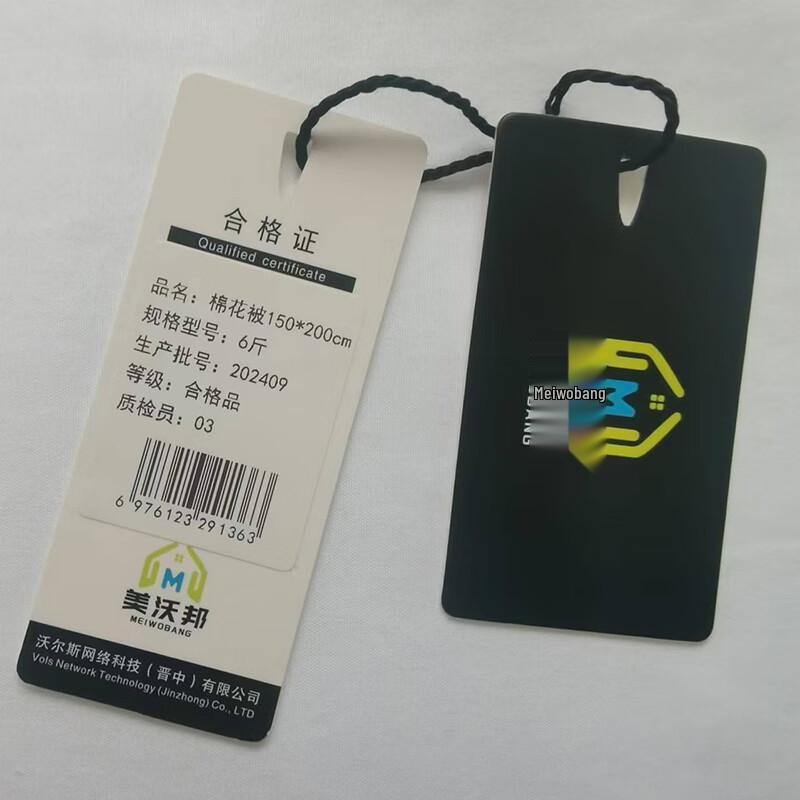 合格证
Qualified certificate
品名：棉花被150*200cm
规格型号：6斤
生产批号：202409
等级：合格品
质检员：03
6 976123 291363
M
美沃邦
MEIWOBANG
沃尔斯网络科技（晋中）有限公司
Vols Network Technology (Jinzhong) Co., LTD
Meiwobang
M